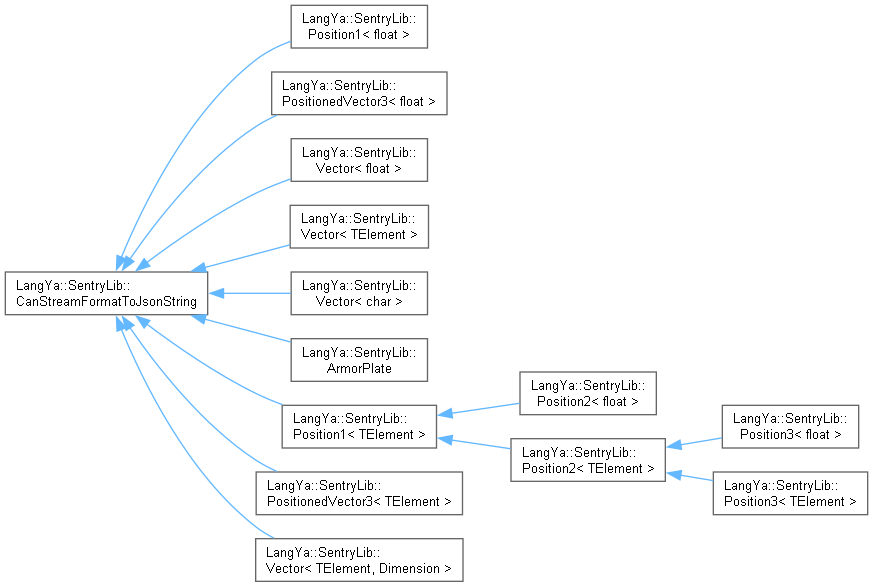 LangYa::SentryLib::
Position1< float >
LangYa::SentryLib::
PositionedVector3< float >
LangYa::SentryLib::
Vector< float >
LangYa::SentryLib::
Vector< TElement >
LangYa::SentryLib::
CanStreamFormatToJsonString
LangYa::SentryLib::
Vector< char >
LangYa::SentryLib::
ArmorPlate
LangYa::SentryLib::
Position1< TElement >
LangYa::SentryLib::
Position2< float >
LangYa::SentryLib::
Position2< TElement >
LangYa::SentryLib::
Position3< float >
LangYa::SentryLib::
Position3< TElement >
LangYa::SentryLib::
PositionedVector3< TElement >
LangYa::SentryLib::
Vector< TElement, Dimension >